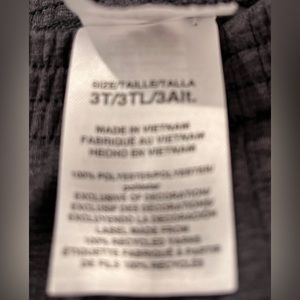 SIZE/TAILLE/TALLA
3T/3TL/3Alt.
MADE IN VIETNAM
FABRIQUÉ AU VIETNAM
HECHO EN VIETNAM
100% POLYESTER/POLYESTER/
poliéster
EXCLUSIVE OF DECORATION/
EXCLUSIF DES DECORATIONS/
EXCLUYENDO LA DECORACIÓN
LABEL MADE FROM
100% RECYCLED YARNS
ÉTIQUETTE FABRIQUÉE À PARTIR
DE FILS 100% RECYCLÉS